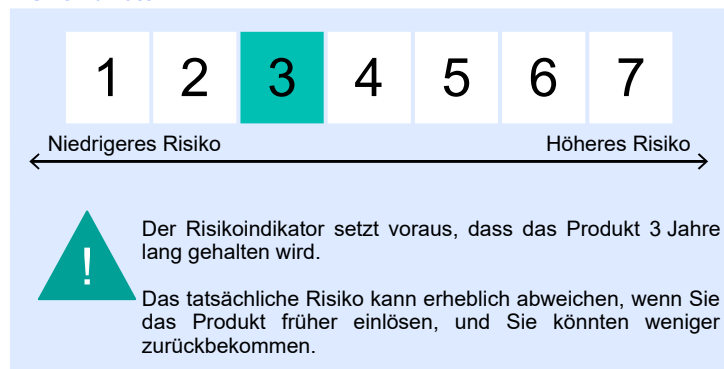 1 2 3 4 5 6 7
Niedrigeres Risiko Höheres Risiko
! Der Risikoindikator setzt voraus, dass das Produkt 3 Jahre
lang gehalten wird.
Das tatsächliche Risiko kann erheblich abweichen, wenn Sie
das Produkt früher einlösen, und Sie könnten weniger
zurückbekommen.